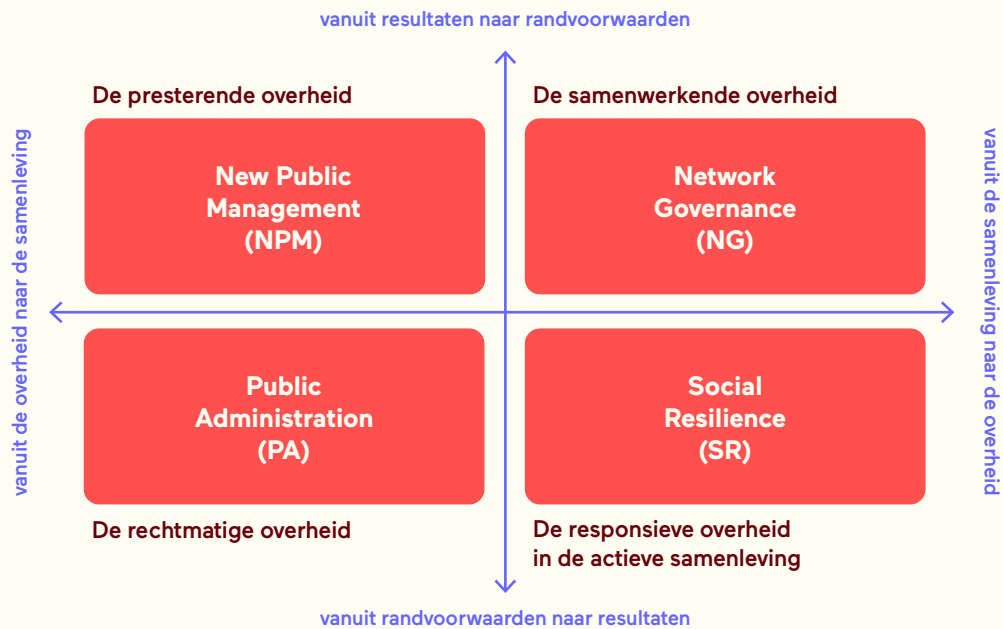 vanuit resultaten naar randvoorwaarden
De presterende overheid
De samenwerkende overheid
vanuit de overheid naar de samenleving
New Public
Management
(NPM)
Network
Governance
(NG)
vanuit de samenleving naar de overheid
Public
Administration
(PA)
Social
Resilience
(SR)
De rechtmatige overheid
De responsieve overheid
in de actieve samenleving
vanuit randvoorwaarden naar resultaten